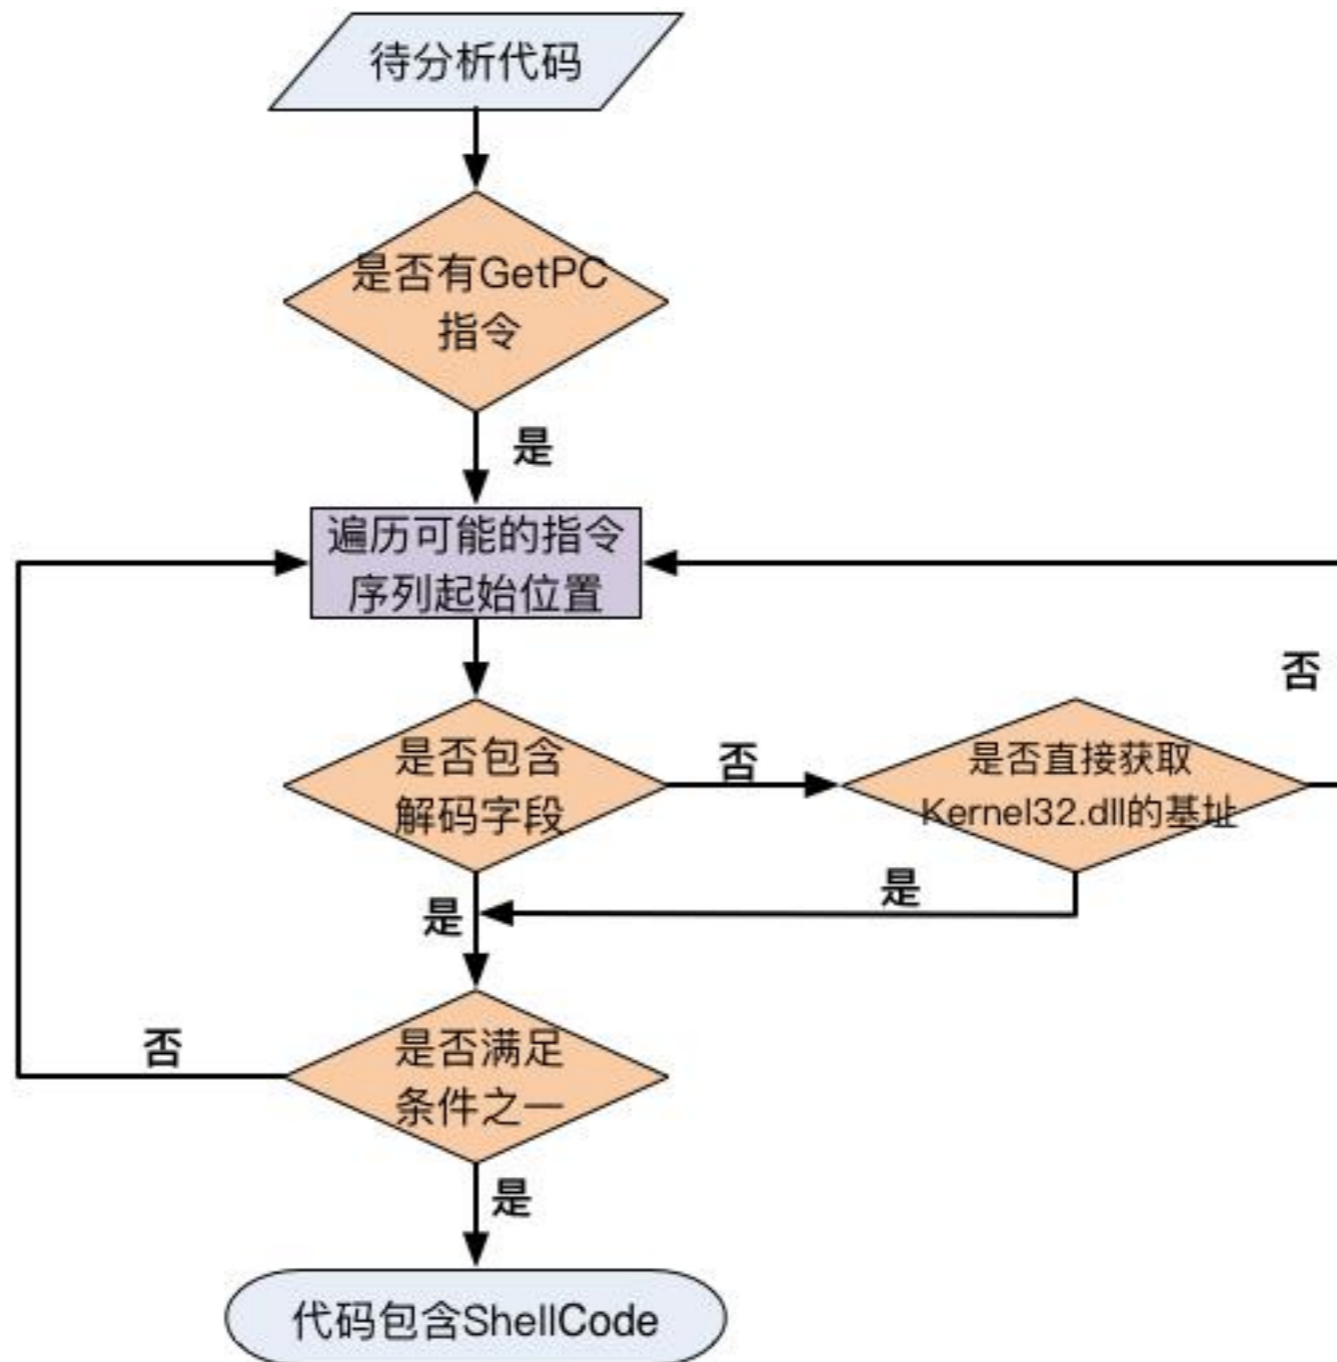 待分析代码
是否有GetPC
指令
是
遍历可能的指令
序列起始位置
否
是否包含
解码字段
否
是否直接获取
Kernel32.dll的基址
是
是
是否满足
条件之一
否
是
代码包含ShellCode